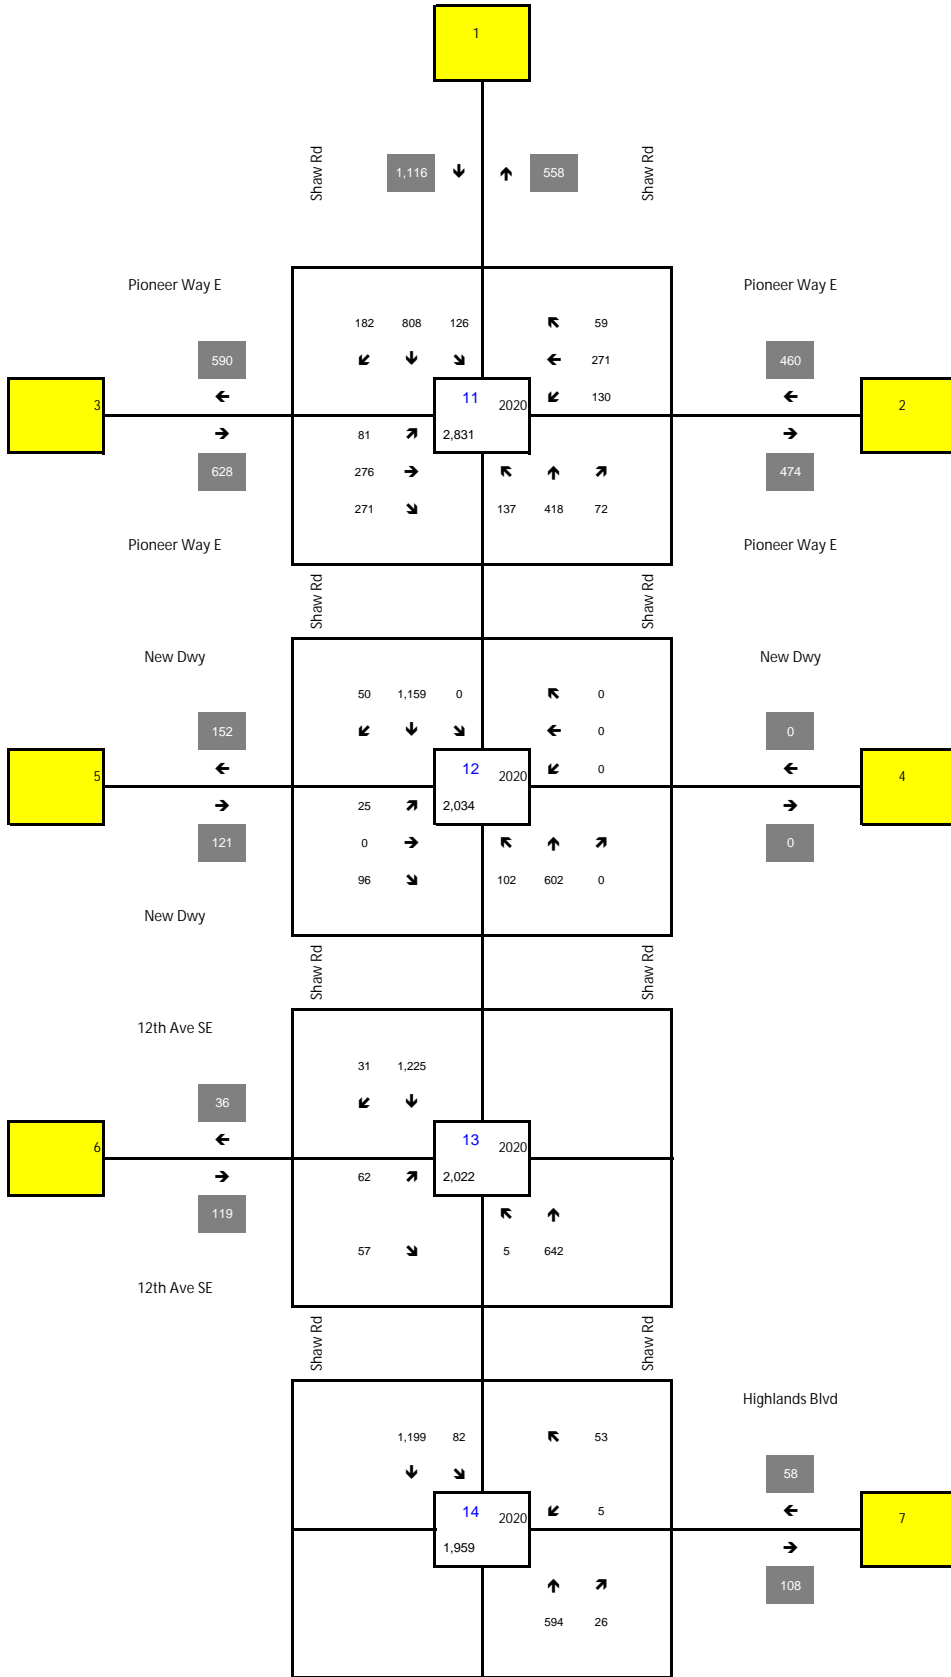 1
Shaw Rd
1,116
558
Shaw Rd
Pioneer Way E
Pioneer Way E
182 808 126 59
590 271 460
3 11 2020 130 2
81 2,831
628 276 474
271 137 418 72
Pioneer Way E
Pioneer Way E
Shaw Rd
Shaw Rd
New Dwy
New Dwy
50 1,159 0 0
152 0 0
5 12 2020 0 4
25 2,034
121 0 0
96 102 602 0
New Dwy
Shaw Rd
Shaw Rd
12th Ave SE
31 1,225
36
6 13 2020
62 2,022
119
57 5 642
12th Ave SE
Shaw Rd
Shaw Rd
Highlands Blvd
1,199 82 53
58
14 2020 5 7
1,959
108
594 26